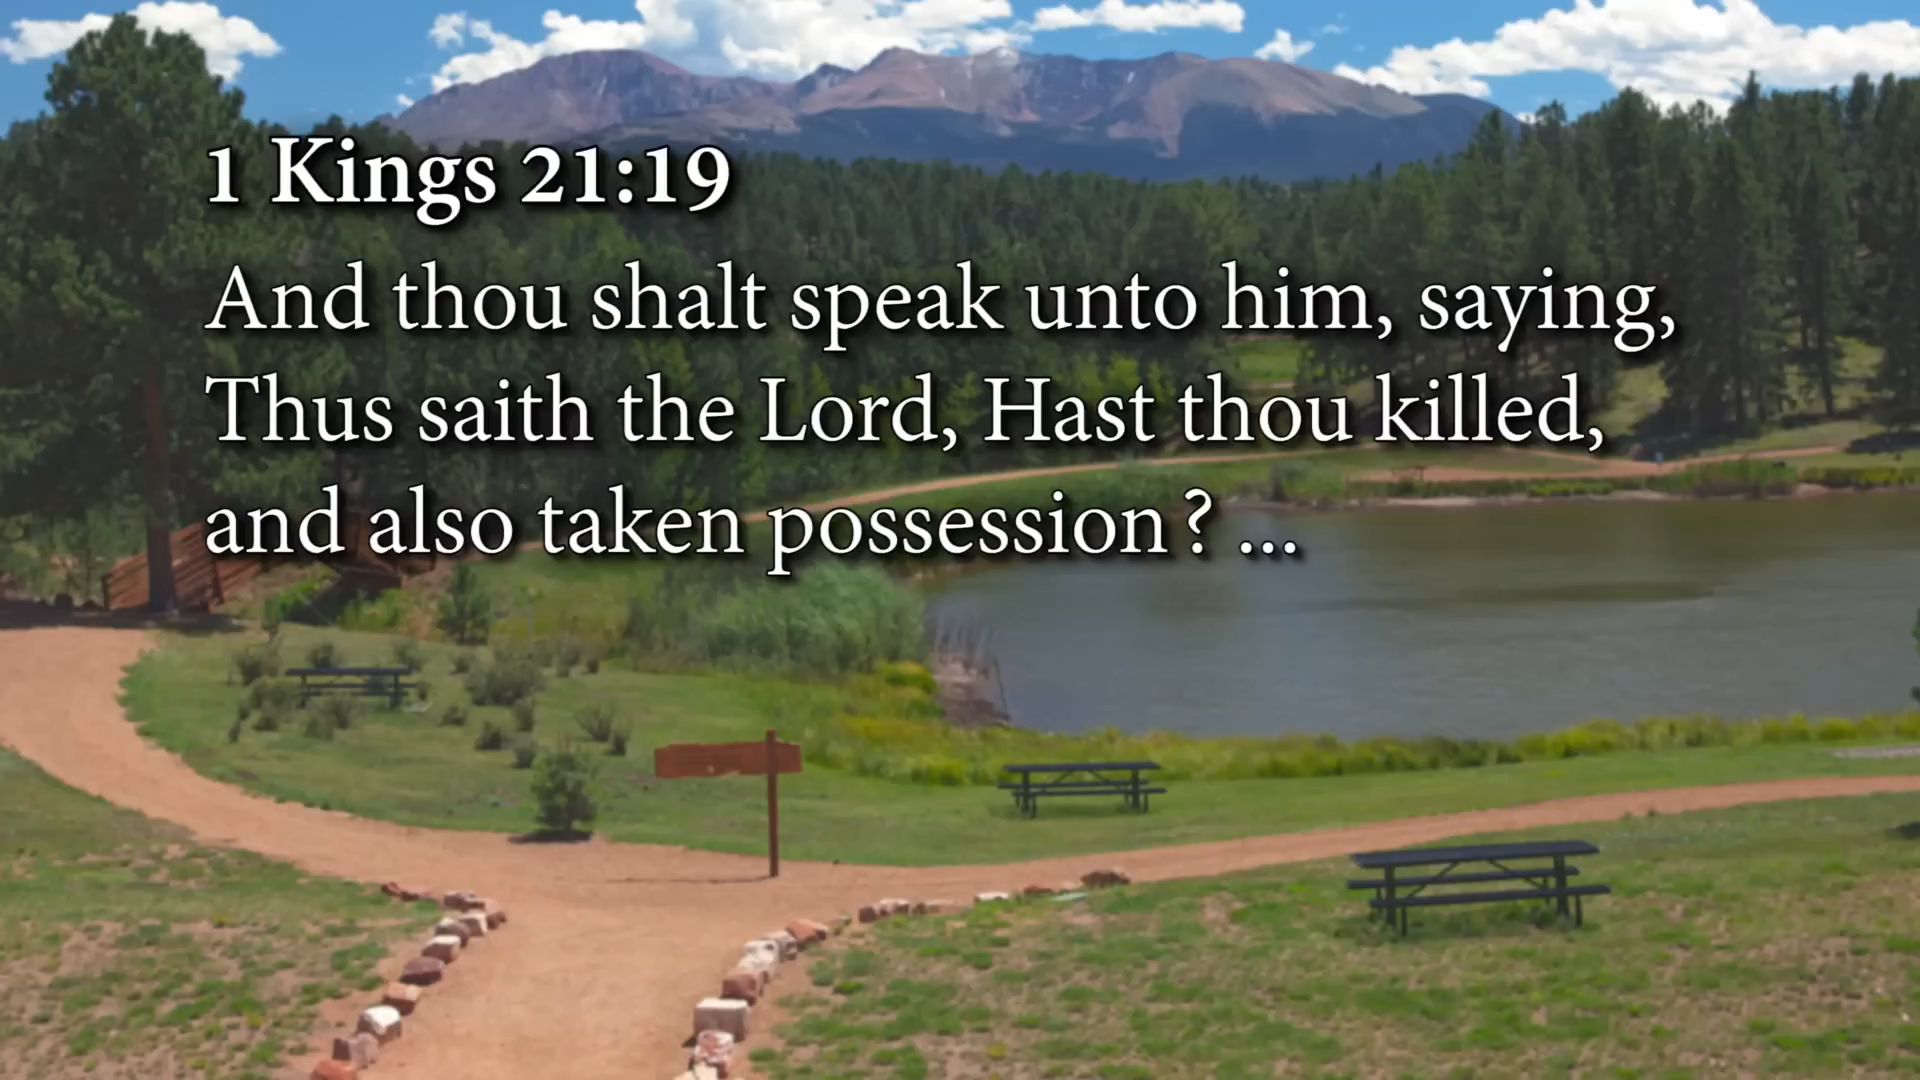 1 Kings 21:19
And thou shalt speak unto him, saying,
Thus saith the Lord, Hast thou killed,
and also taken possession? ...